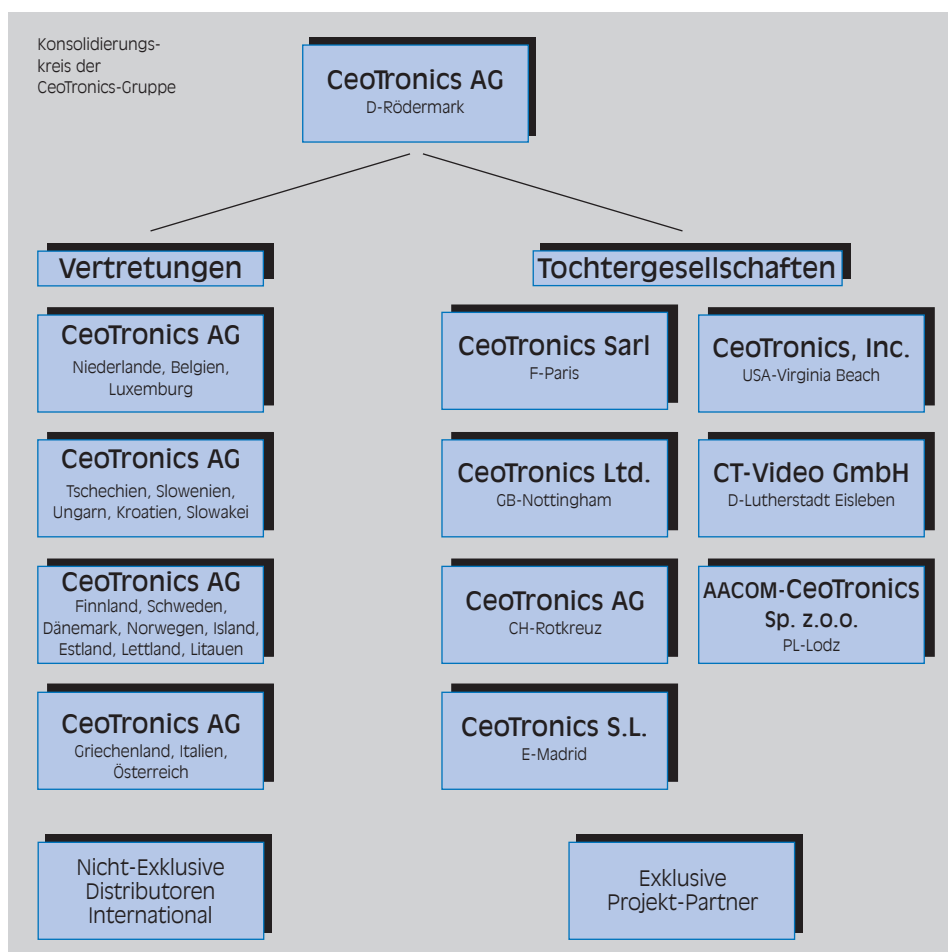 Konsolidierungs-
kreis der
CeoTronics-Gruppe
CeoTronics AG
D-Rödermark
Vertretungen
CeoTronics AG
Niederlande, Belgien,
Luxemburg
CeoTronics AG
Tschechien, Slowenien,
Ungarn, Kroatien, Slowakei
CeoTronics AG
Finnland, Schweden,
Dänemark, Norwegen, Island,
Estland, Lettland, Litauen
CeoTronics AG
Griechenland, Italien,
Österreich
Nicht-Exklusive
Distributoren
International
Tochtergesellschaften
CeoTronics Sarl
F-Paris
CeoTronics, Inc.
USA-Virginia Beach
CeoTronics Ltd.
GB-Nottingham
CT-Video GmbH
D-Lutherstadt Eisleben
CeoTronics AG
CH-Rotkreuz
AACOM-CeoTronics
Sp. z.o.o.
PL-Lodz
CeoTronics S.L.
E-Madrid
Exklusive
Projekt-Partner